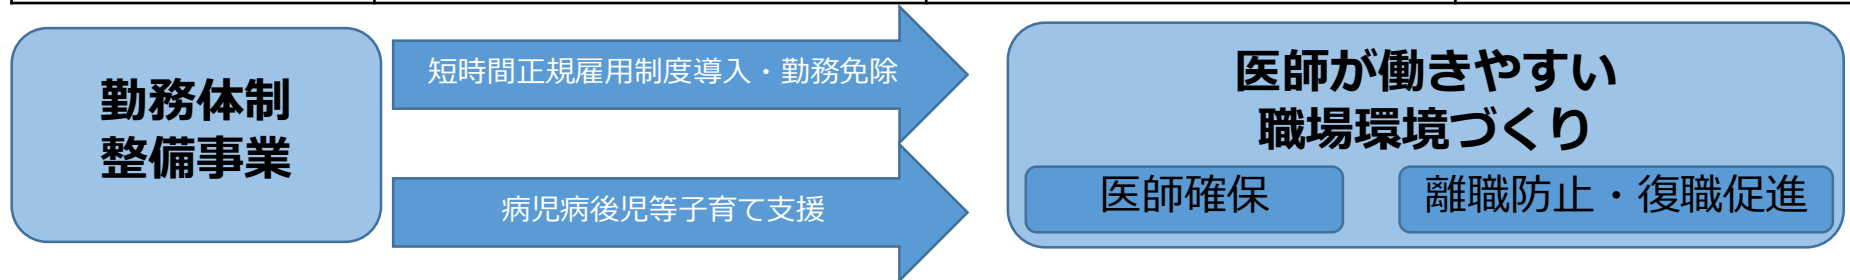 勤務体制
整備事業
短時間正規雇用制度導入・勤務免除
病児病後児等子育て支援
医師が働きやすい
職場環境づくり
医師確保
離職防止・復職促進